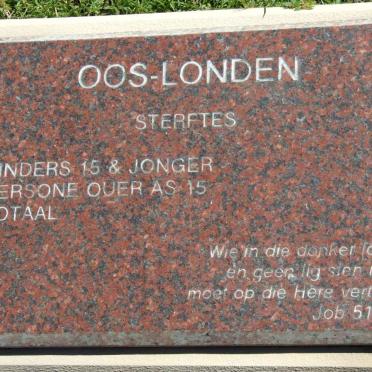 OOS-LONDEN
STERFTES
INDERS 15 & JONGER
ERSONE OUER AS 15
OTAAL
Wie in die donker
en geen lig sien
moet op die Here
Job 51